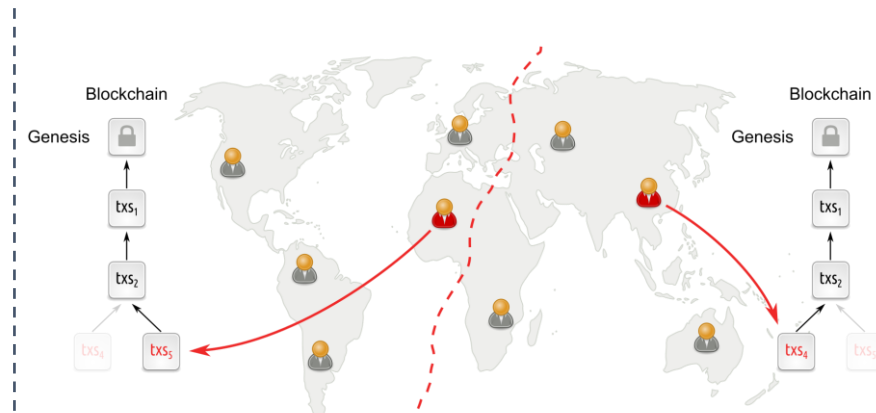 Blockchain
Genesis
txs1
txs2
txs4
txs5
Blockchain
Genesis
txs1
txs2
txs4